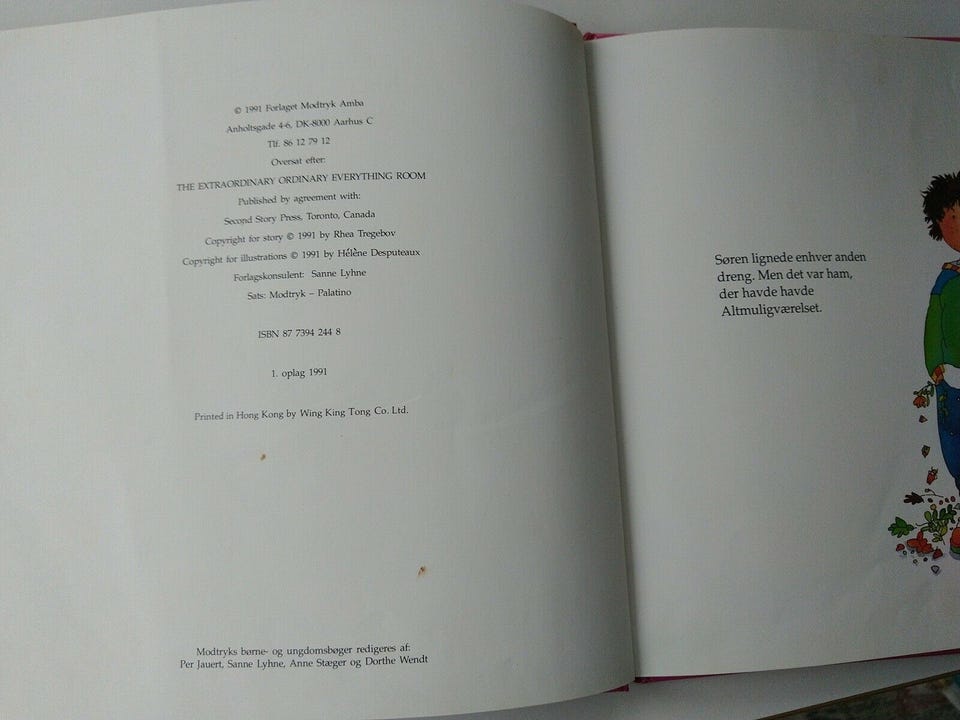 © 1991 Forlaget Modtryk Amba
Anholtsgade 4-6, DK-8000 Aarhus C
Tlf. 86 12 79 12
Oversat efter:
THE EXTRAORDINARY ORDINARY EVERYTHING ROOM
Published by agreement with:
Second Story Press, Toronto, Canada
Copyright for story © 1991 by Rhea Tregebov
Copyright for illustrations © 1991 by Hélène Desputeaux
Forlagskonsulent: Sanne Lyhne
Sats: Modtryk – Palatino
ISBN 87 7394 244 8
1. oplag 1991
Printed in Hong Kong by Wing King Tong Co. Ltd.
Modtryks børne- og ungdomsbøger redigeres af:
Per Jauert, Sanne Lyhne, Anne Stæger og Dorthe Wendt
Søren lignede enhver anden
dreng. Men det var ham,
der havde havde
Altmuligværelset.